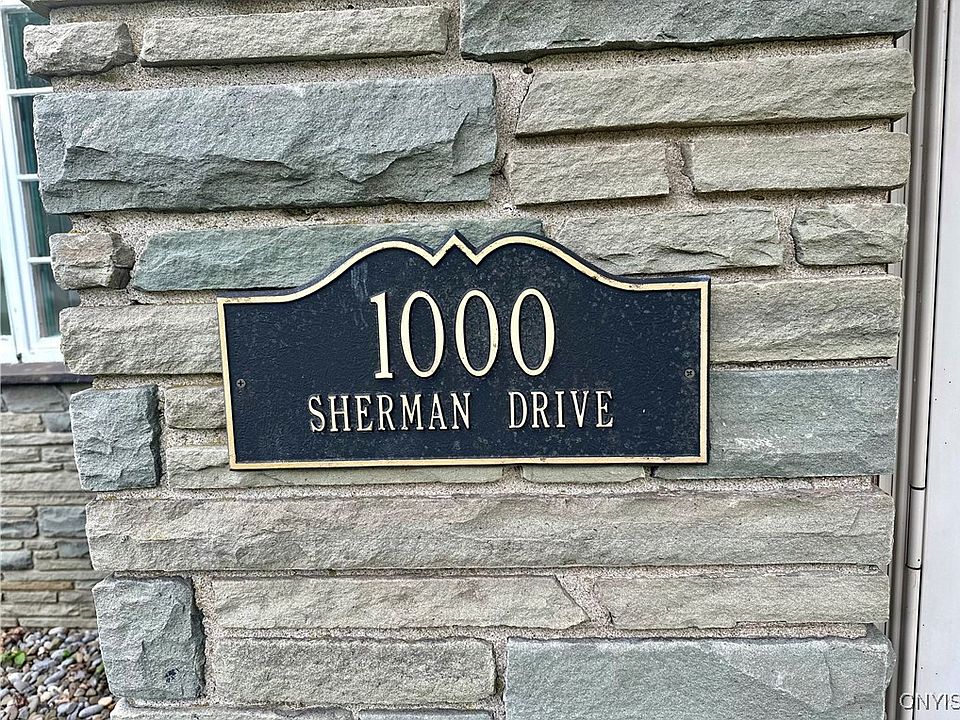 1000
SHERMAN DRIVE
ONYIS